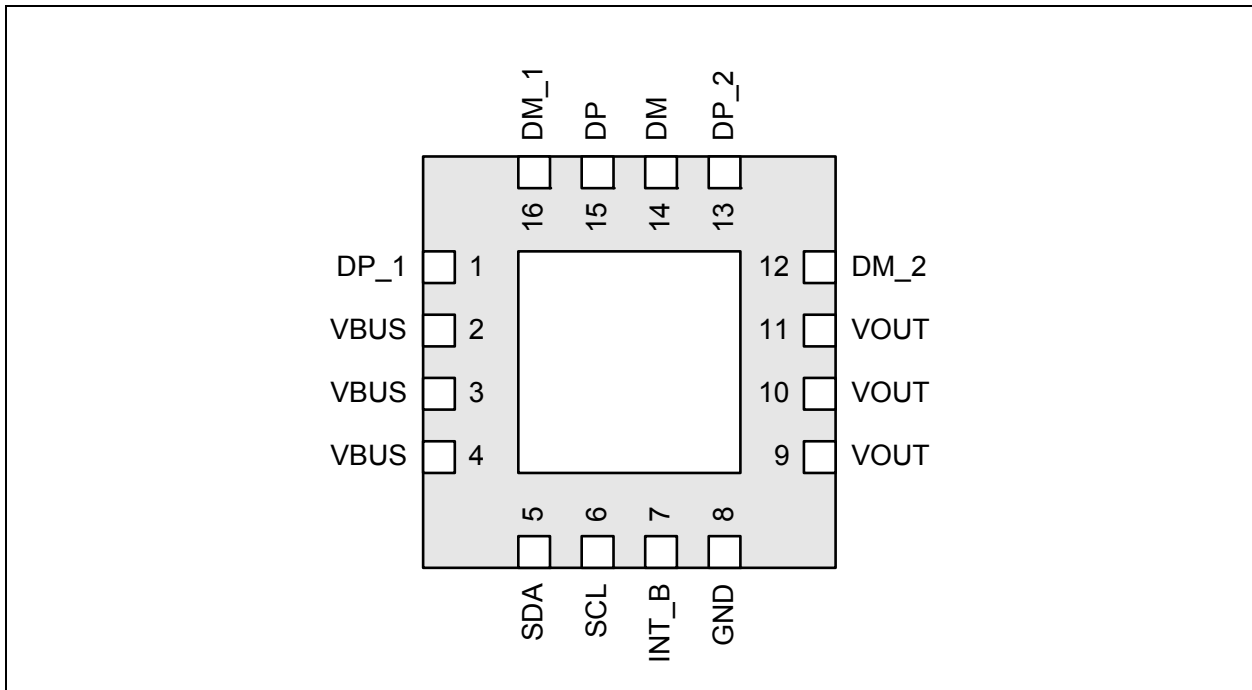 DM_1
DP
DM
DP_2
16
15
14
13
DP_1 1
12 DM_2
VBUS 2
11 VOUT
VBUS 3
10 VOUT
VBUS 4
9 VOUT
5
6
7
8
SDA
SCL
INT_B
GND